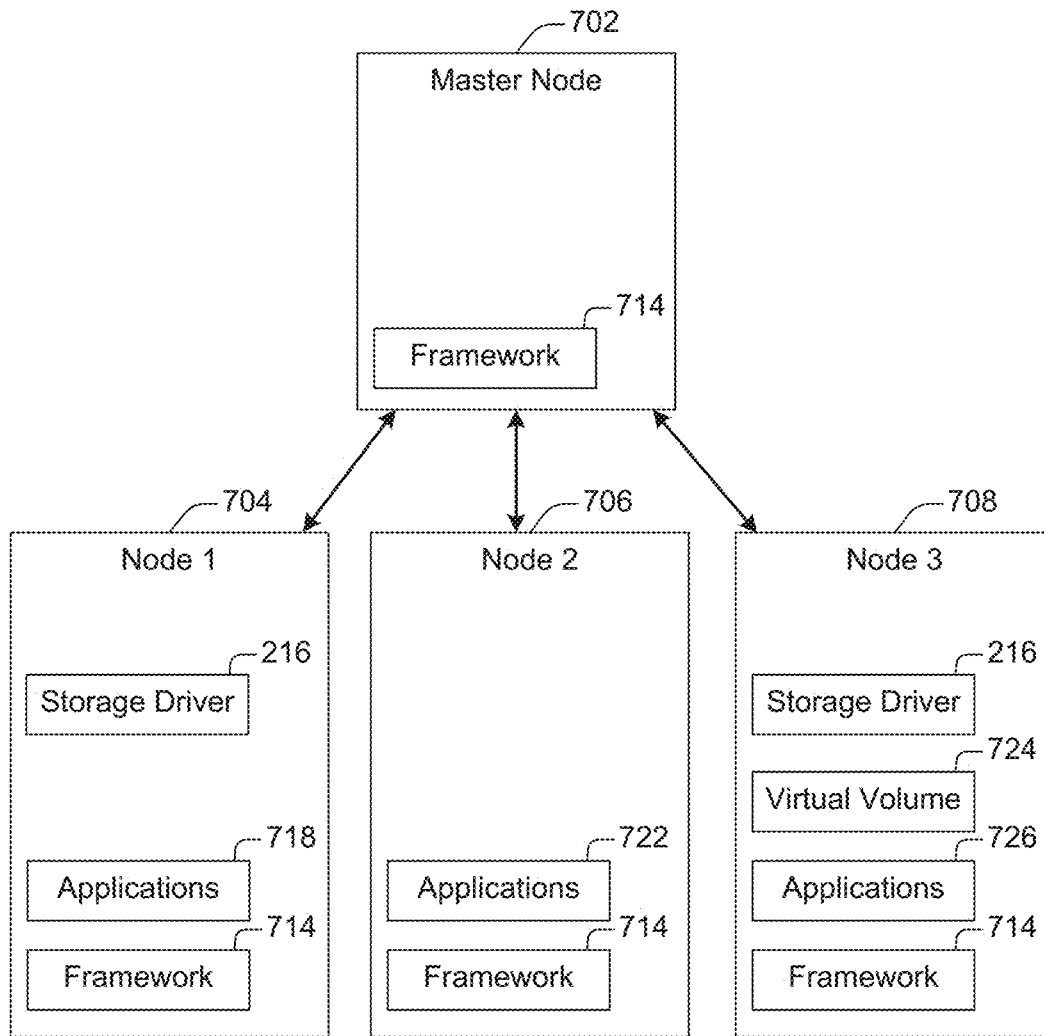 702
Master Node
714
Framework
704
706
708
Node 1
Node 2
Node 3
216
216
Storage Driver
Storage Driver
724
Virtual Volume
718
722
726
Applications
Applications
Applications
714
714
714
Framework
Framework
Framework